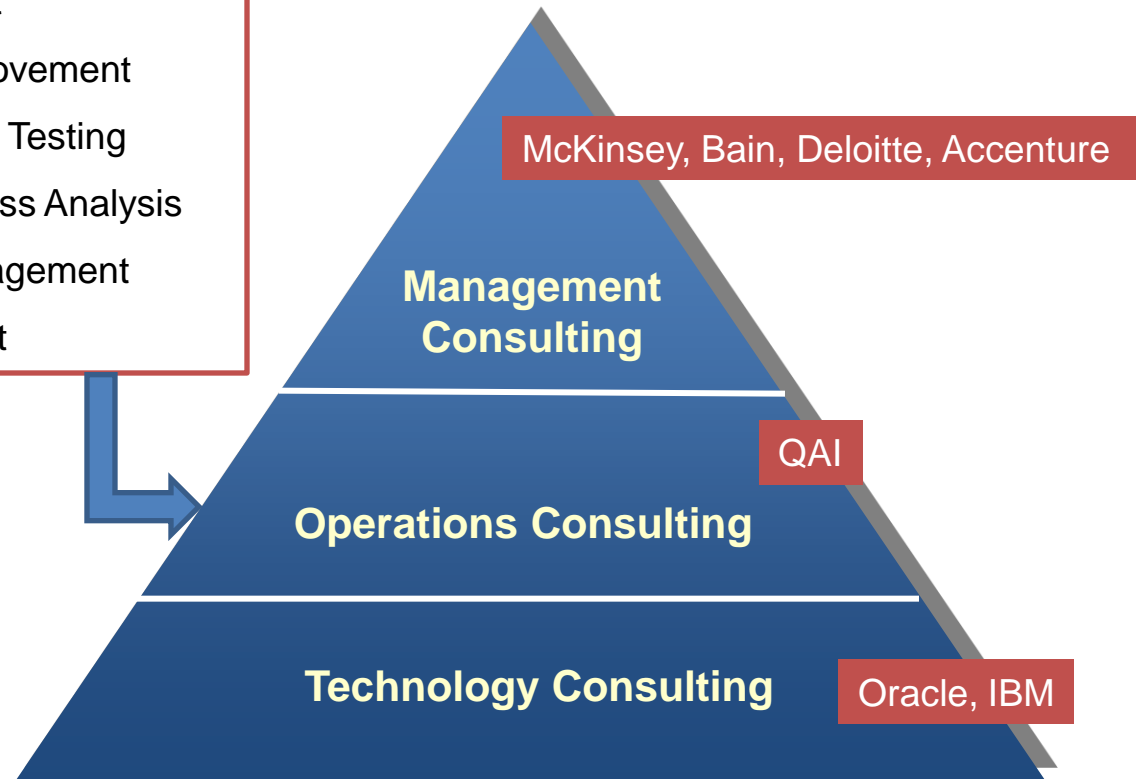 ovement
Testing
ss Analysis
agement
t
McKinsey, Bain, Deloitte, Accenture
Management
Consulting
QAI
Operations Consulting
Technology Consulting
Oracle, IBM